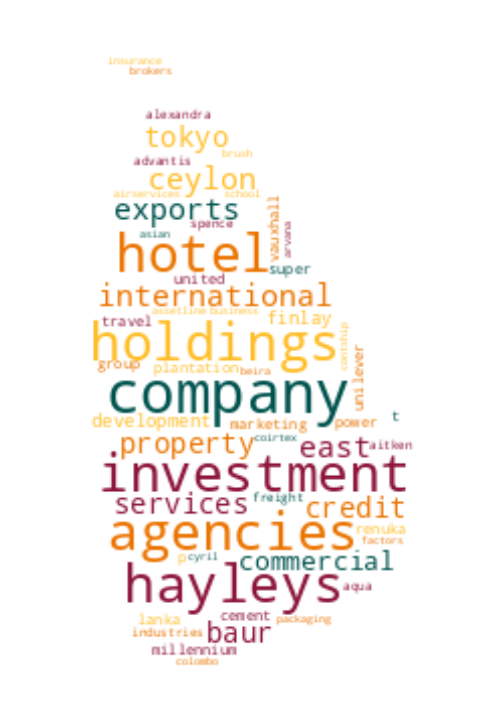 insurance
brokers
alexandra
tokyo
brush
advantis
ceylon
airservices school
exports
vauxhall
spence
arvana
asian
hotel
super
united
international
assetline business
travel
finlay
holdings
contship
group
plantation
beira
unilever
company
t
development
marketing
power
property
coirtex
east
aitken
investment
services
freight
credit
agencies
renuka
factors
p
cyril
commercial
hayleys
aqua
lanka
cement
packaging
industries
baur
millennium
colombo